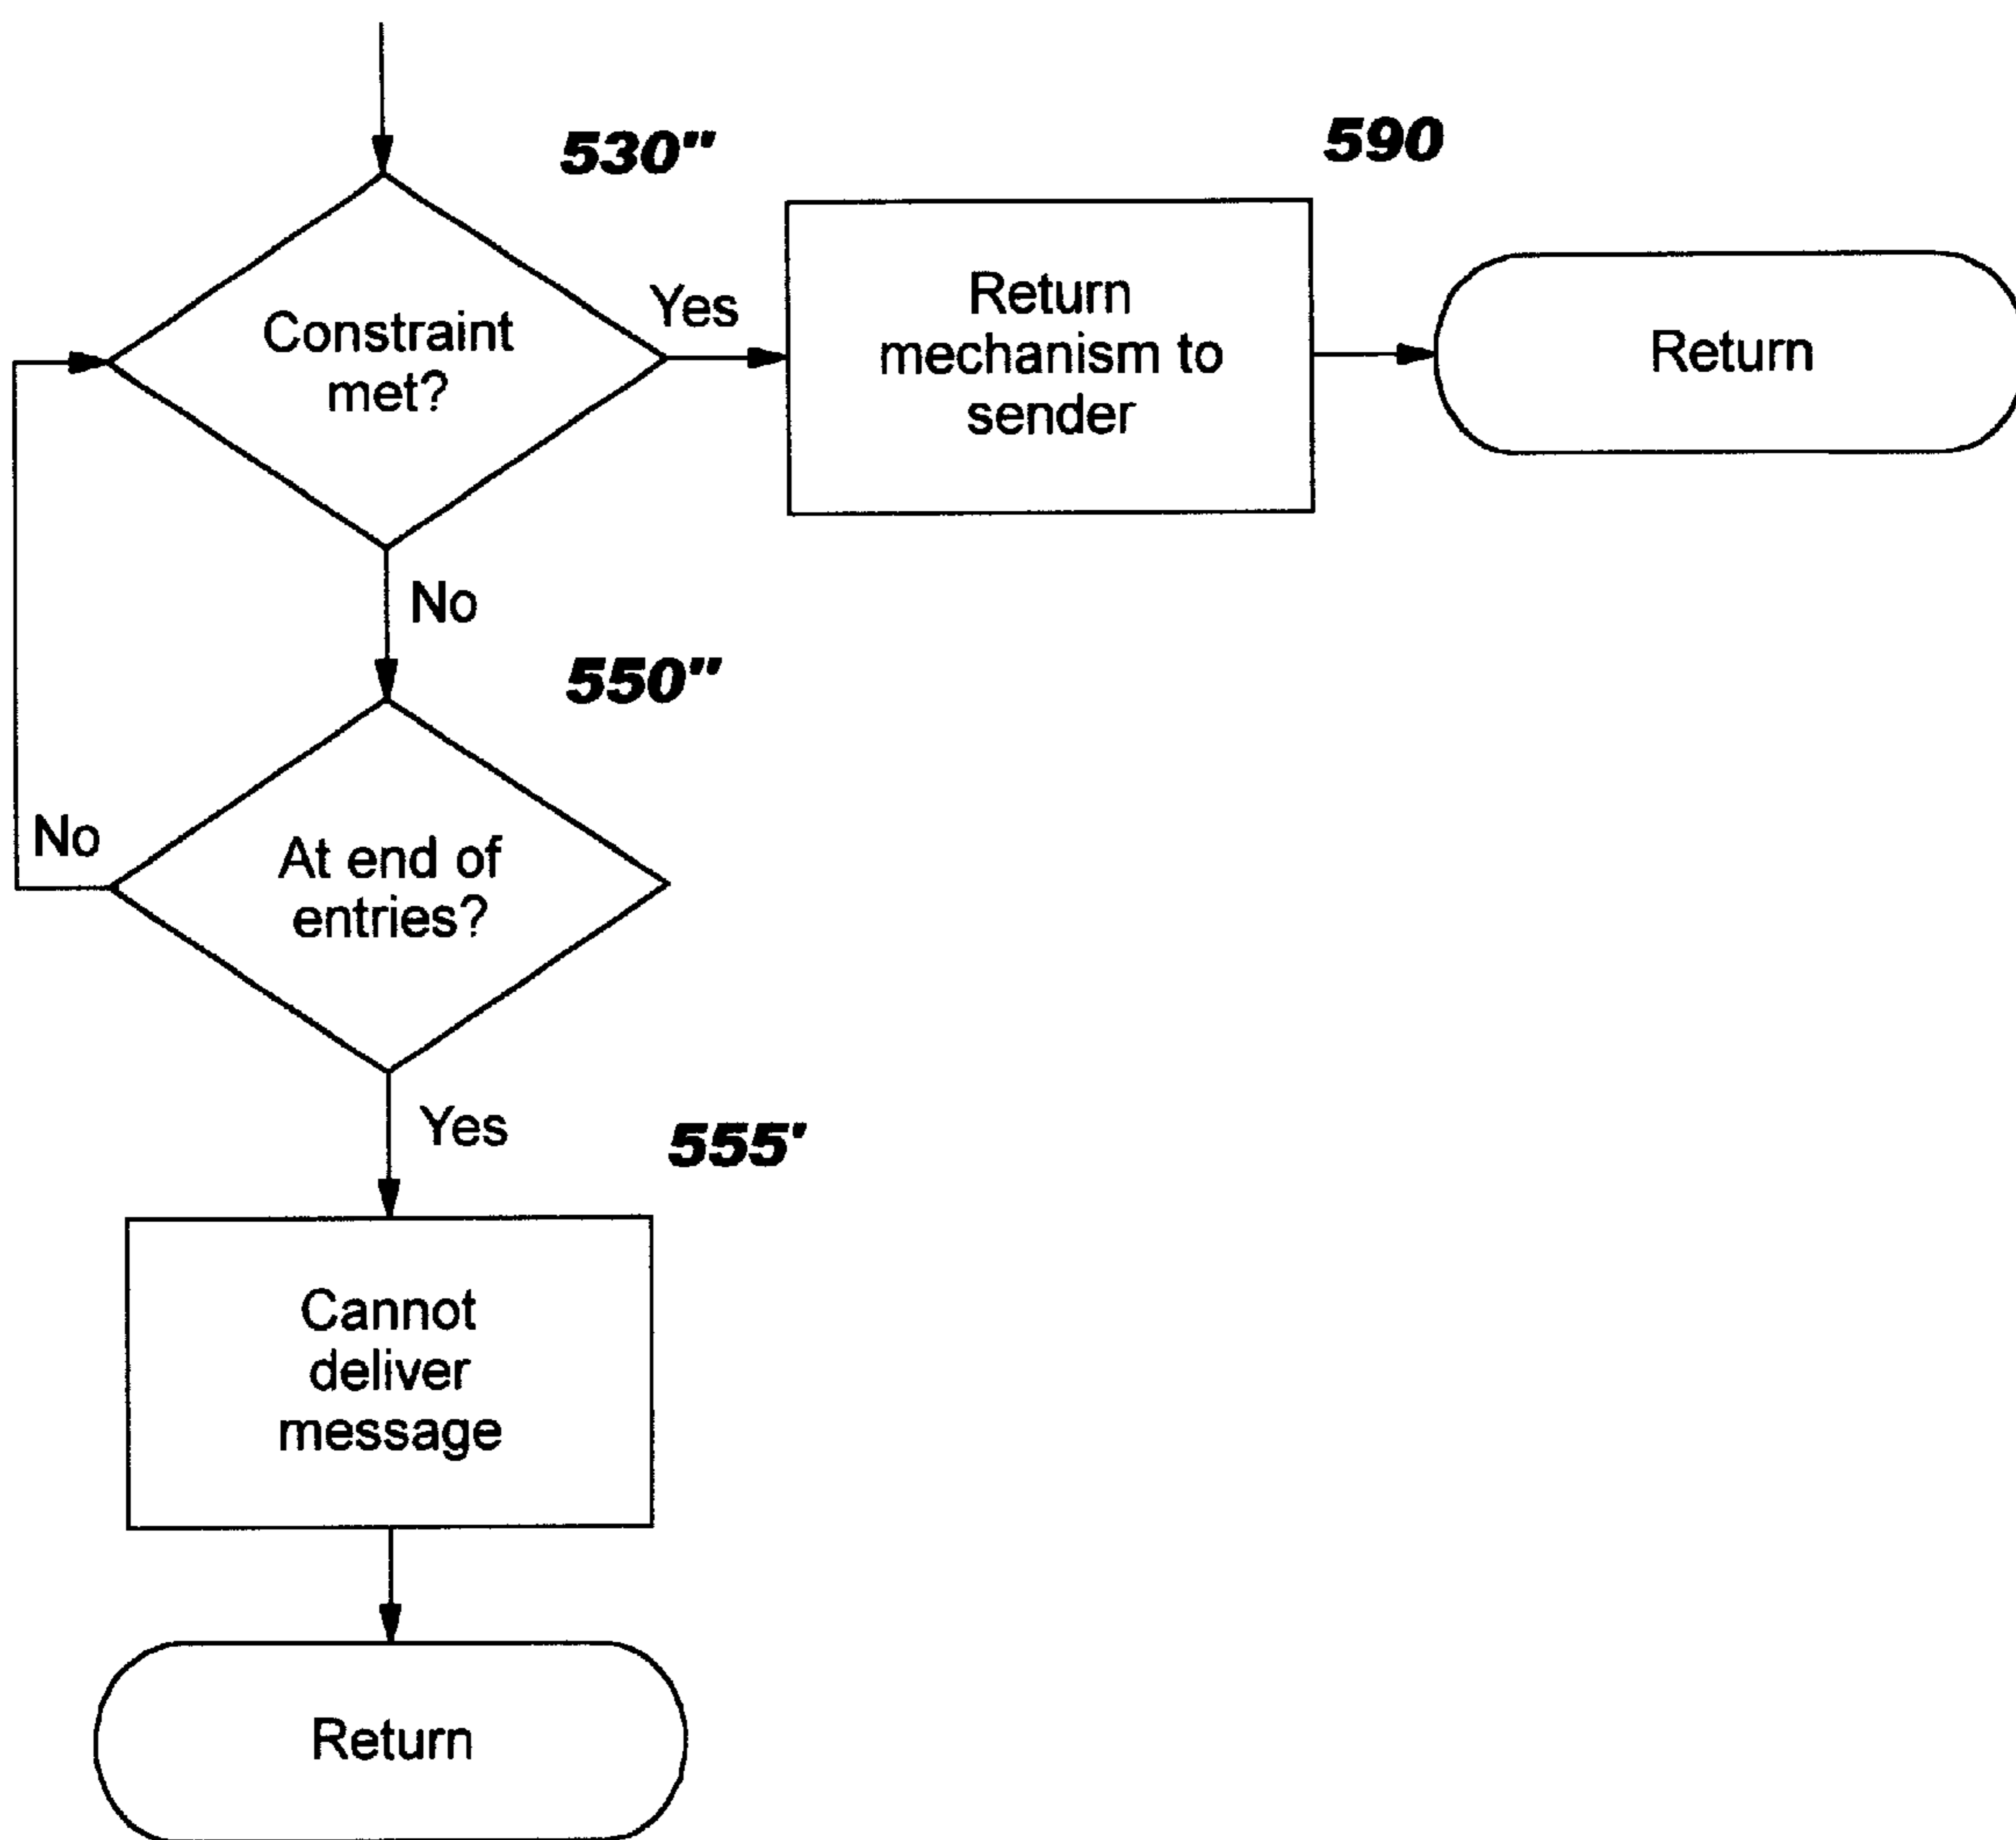 530"
590
Constraint
met?
Yes
Return
mechanism to
sender
Return
No
550"
No
At end of
entries?
Yes
555'
Cannot
deliver
message
Return